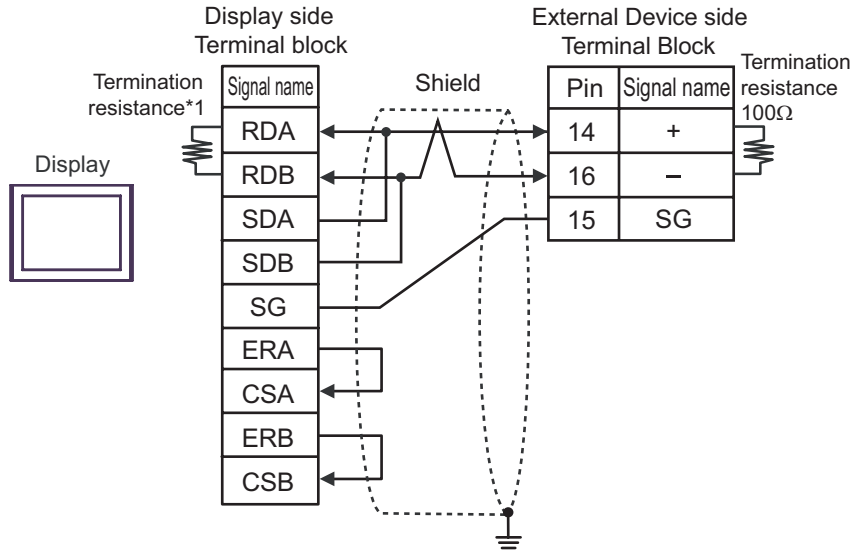 Display side
Terminal block
External Device side
Terminal Block
Termination
resistance*1
Shield
Termination
resistance
100Ω
Display
Signal name
RDA
RDB
SDA
SDB
SG
ERA
CSA
ERB
CSB
Pin Signal name
14 +
16 –
15 SG